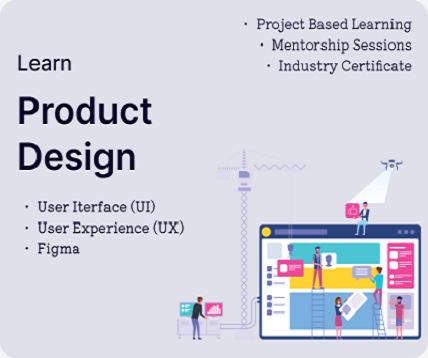 · Project Based Learning
· Mentorship Sessions
· Industry Certificate
Learn
Product
Design
· User Iterface (UI)
· User Experience (UX)
· Figma